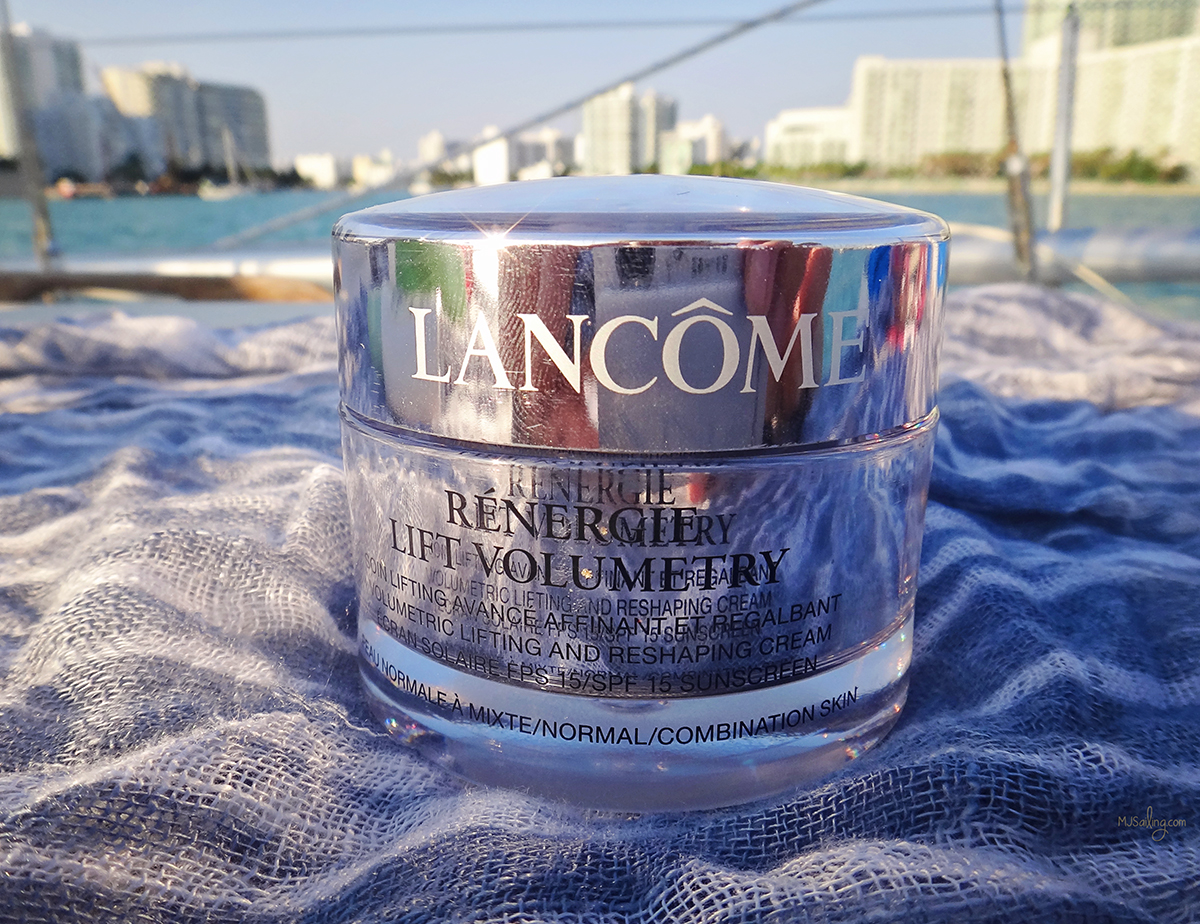 LANCÔME
RÉNERGIE
LIFT VOLUMETRY
SOIN LIFTING AVANCÉ AFFINANT ET REGALBANT
VOLUMETRIC LIFTING AND RESHAPING CREAM
ÉCRAN SOLAIRE FPS 15/SPF 15 SUNSCREEN
PEAU NORMALE À MIXTE/NORMAL/COMBINATION SKIN
MJSailing.com